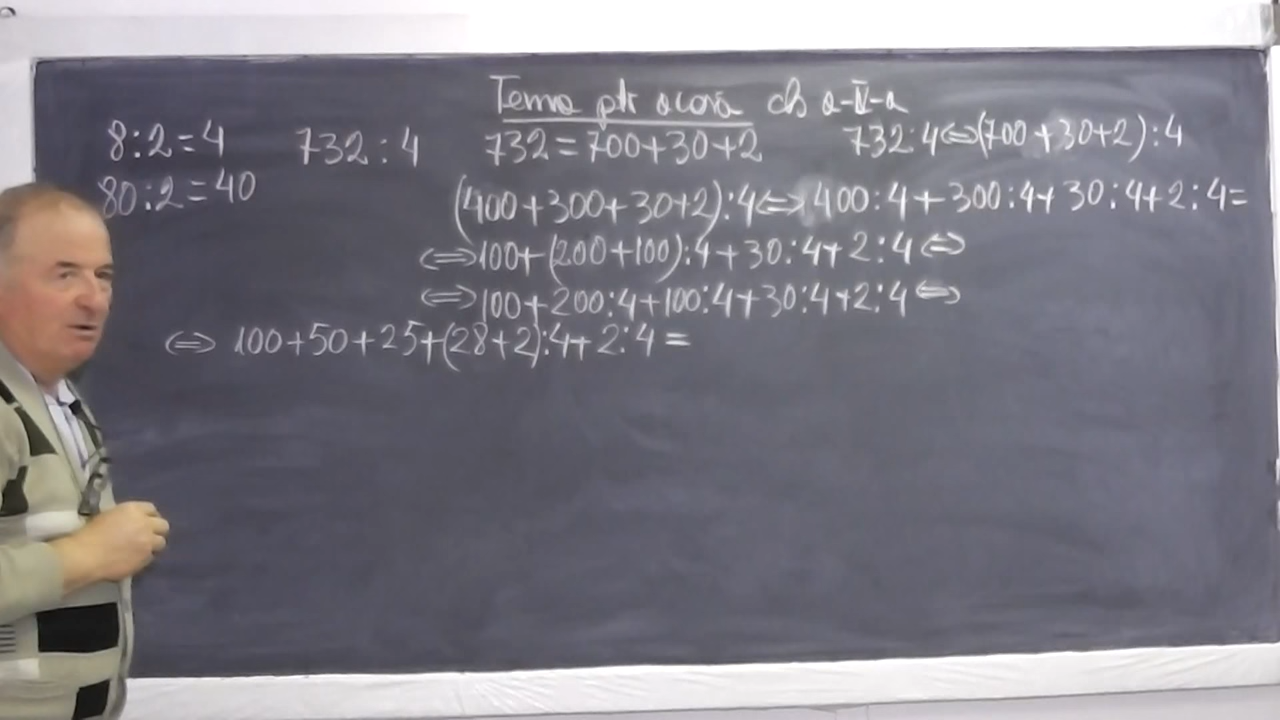 Tema ptr acasă cls a-IV-a
8:2=4 732:4 732=700+30+2 732:4⇔(700+30+2):4
80:2=40
(400+300+30+2):4⇔400:4+300:4+30:4+2:4=
⇔100+(200+100):4+30:4+2:4⇔
⇔100+200:4+100:4+30:4+2:4⇔
⇔ 100+50+25+(28+2):4+2:4=